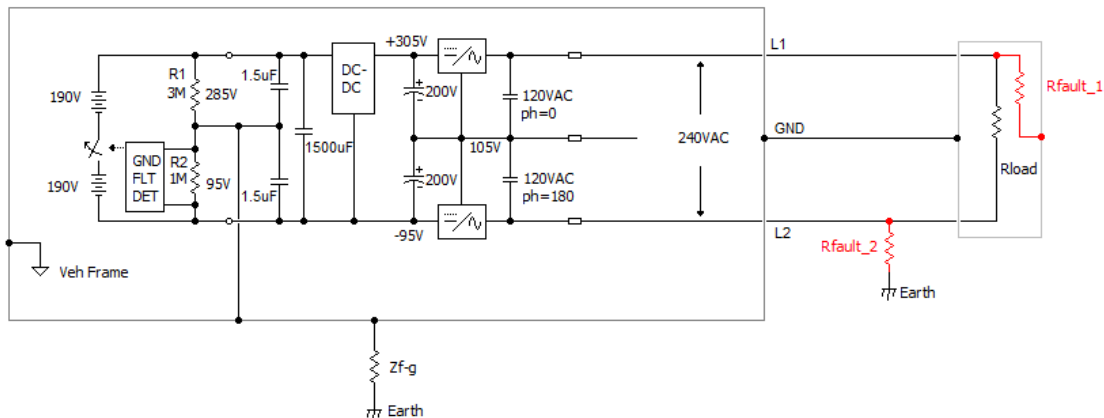 190V
190V
R1
3M
285V
GND
FLT
DET
R2
1M
95V
1.5uF
1.5uF
1500uF
DC-
DC
+305V
200V
200V
-95V
105V
120VAC
ph=0
120VAC
ph=180
240VAC
L1
GND
L2
Rfault_1
Rload
Rfault_2
Earth
Veh Frame
Zf-g
Earth